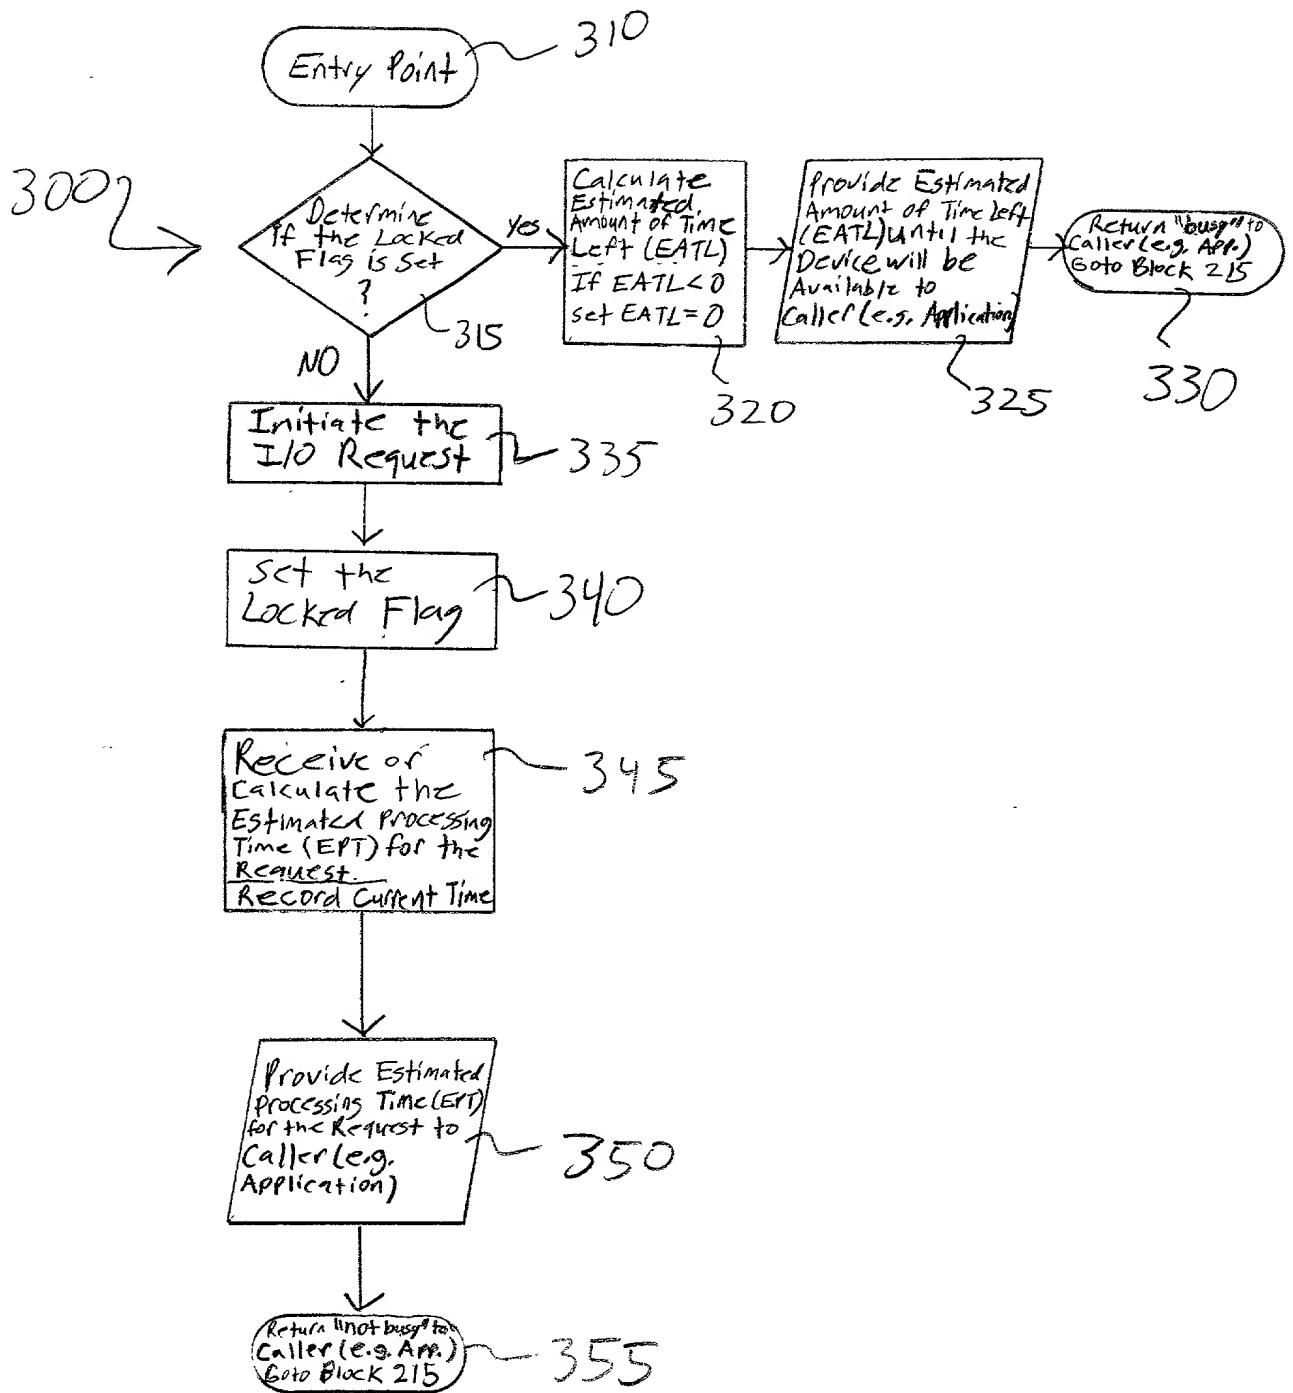 310
Entry Point
300
Determine
if the Locked
Flag is Set
?
315
Yes
Calculate
Estimated
Amount of Time
Left (EATL)
If EATL<0
set EATL=0
320
Provide Estimated
Amount of Time Left
(EATL) Until the
Device will be
Available to
Caller (e.g. Application)
325
Return "busy" to
Caller (e.g. App.)
Goto Block 215
330
NO
Initiate the
I/O Request
335
Set the
Locked Flag
340
Receive or
Calculate the
Estimated Processing
Time (EPT) for the
Request.
Record Current Time
345
Provide Estimated
Processing Time (EPT)
for the Request to
Caller (e.g.
Application)
350
Return "not busy" to
Caller (e.g. App.)
Goto Block 215
355